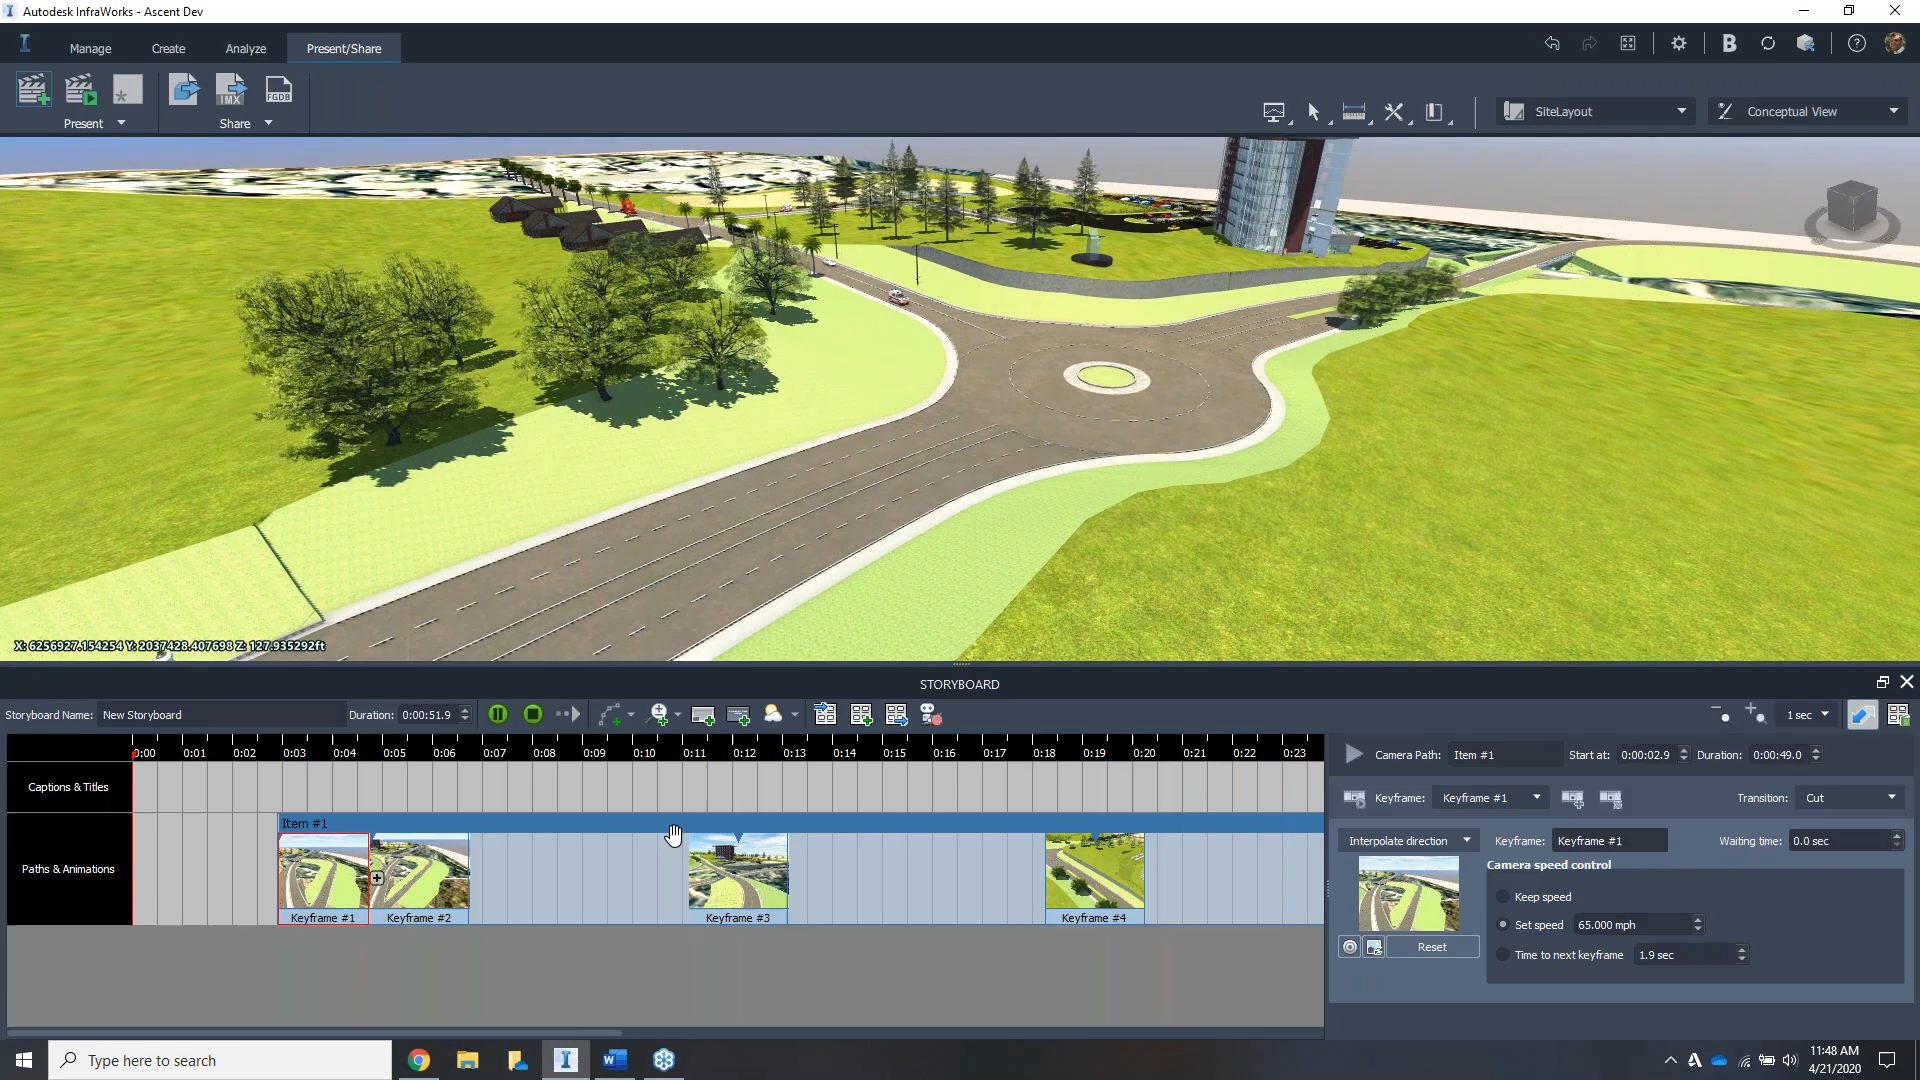 Autodesk InfraWorks - Ascent Dev
Manage Create Analyze Present/Share
IMX FGDB
Present Share
SiteLayout Conceptual View
X: 6256927.154254 Y: 2037428.407698 Z: 127.935292ft
STORYBOARD
Storyboard Name: New Storyboard Duration: 0:00:51.9 1 sec
0:00 0:01 0:02 0:03 0:04 0:05 0:06 0:07 0:08 0:09 0:10 0:11 0:12 0:13 0:14 0:15 0:16 0:17 0:18 0:19 0:20 0:21 0:22 0:23
Captions & Titles
Item #1
Paths & Animations
Keyframe #1 Keyframe #2 Keyframe #3 Keyframe #4
Camera Path: Item #1 Start at: 0:00:02.9 Duration: 0:00:49.0
Keyframe: Keyframe #1 Transition: Cut
Interpolate direction Keyframe: Keyframe #1 Waiting time: 0.0 sec
Camera speed control
Keep speed
Set speed 65.000 mph
Reset
Time to next keyframe 1.9 sec
Type here to search
11:48 AM
4/21/2020